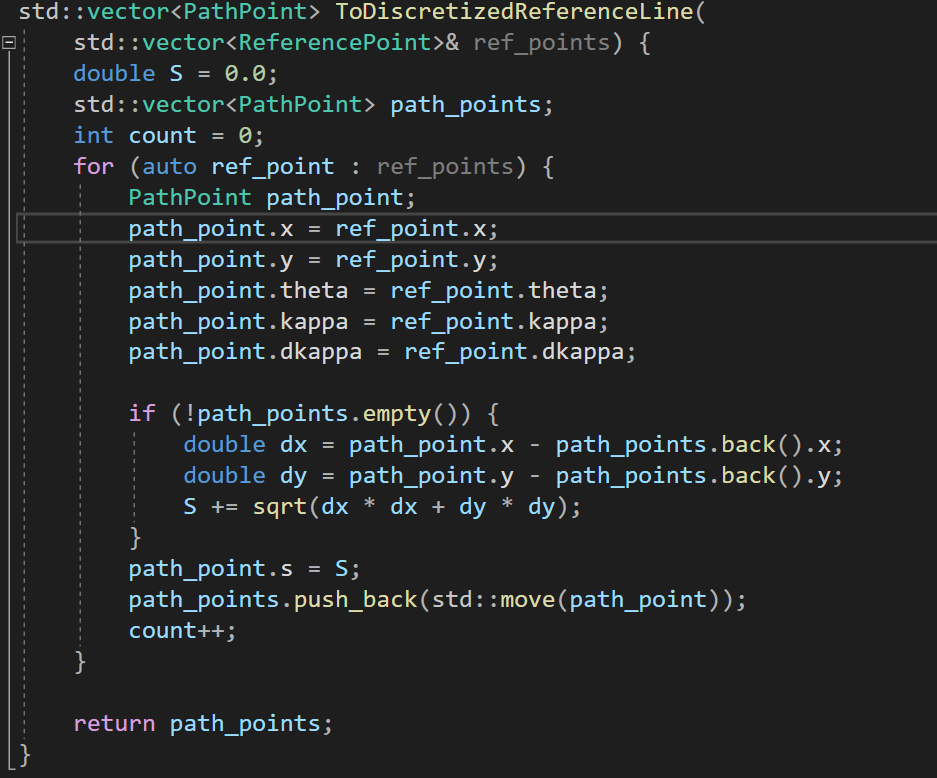 std::vector<PathPoint> ToDiscretizedReferenceLine(
    std::vector<ReferencePoint>& ref_points) {
    double S = 0.0;
    std::vector<PathPoint> path_points;
    int count = 0;
    for (auto ref_point : ref_points) {
        PathPoint path_point;
        path_point.x = ref_point.x;
        path_point.y = ref_point.y;
        path_point.theta = ref_point.theta;
        path_point.kappa = ref_point.kappa;
        path_point.dkappa = ref_point.dkappa;

        if (!path_points.empty()) {
            double dx = path_point.x - path_points.back().x;
            double dy = path_point.y - path_points.back().y;
            S += sqrt(dx * dx + dy * dy);
        }
        path_point.s = S;
        path_points.push_back(std::move(path_point));
        count++;
    }

    return path_points;
}